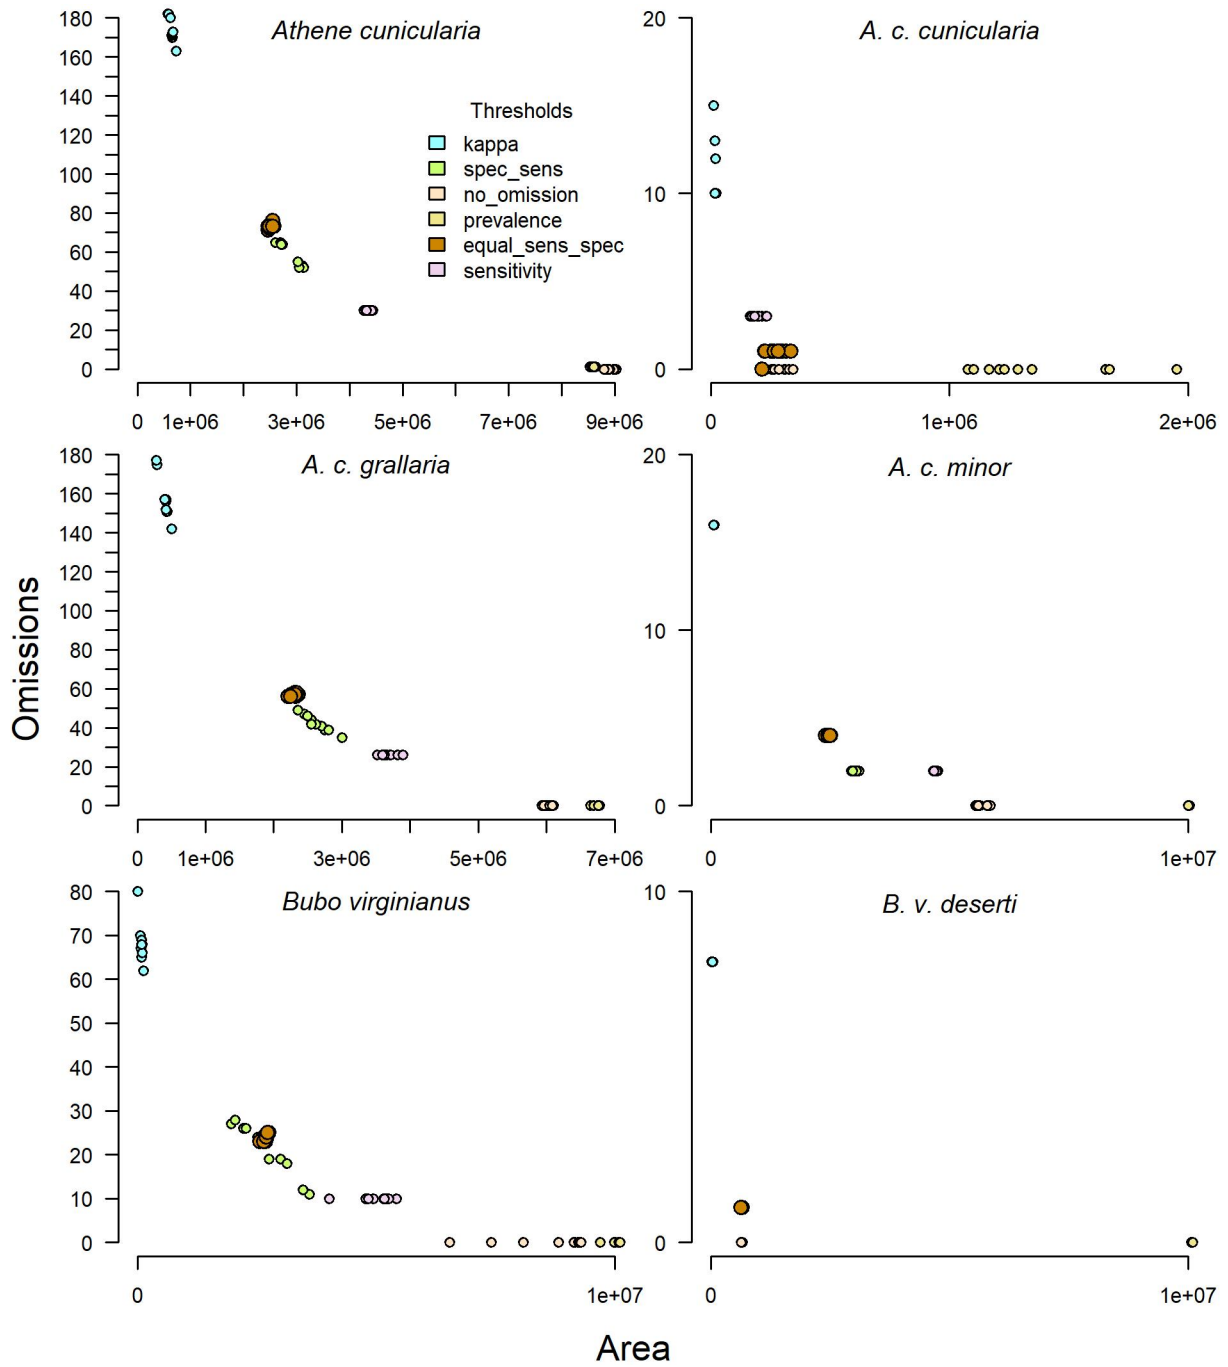 Athene cunicularia
180
160
140
120
100
80
60
40
20
0
Thresholds
kappa
spec_sens
no_omission
prevalence
equal_sens_spec
sensitivity
0 1e+06 3e+06 5e+06 7e+06 9e+06
A. c. cunicularia
20
10
0
0 1e+06 2e+06
A. c. grallaria
180
160
140
120
100
80
60
40
20
0
0 1e+06 3e+06 5e+06 7e+06
A. c. minor
20
10
0
0 1e+07
Bubo virginianus
80
70
60
50
40
30
20
10
0
0 1e+07
B. v. deserti
10
0
0 1e+07
Omissions
Area